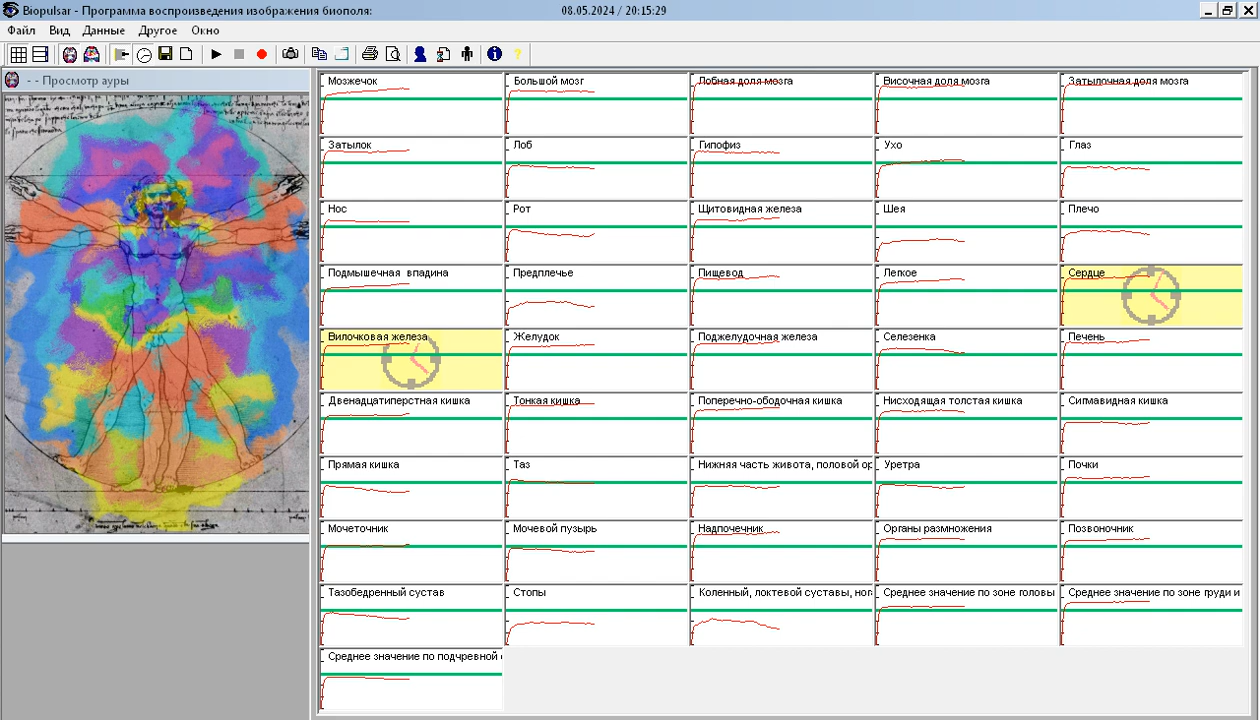 Biopulsar - Программа воспроизведения изображения биополя: 08.05.2024 / 20:15:29
Файл Вид Данные Другое Окно
- - Просмотр ауры
Мозжечок Большой мозг Лобная доля мозга Височная доля мозга Затылочная доля мозга
Затылок Лоб Гипофиз Ухо Глаз
Нос Рот Щитовидная железа Шея Плечо
Подмышечная впадина Предплечье Пищевод Легкое Сердце
Вилочковая железа Желудок Поджелудочная железа Селезенка Печень
Двенадцатиперстная кишка Тонкая кишка Поперечно-ободочная кишка Нисходящая толстая кишка Сигмавидная кишка
Прямая кишка Таз Нижняя часть живота, половой ор Уретра Почки
Мочеточник Мочевой пузырь Надпочечник Органы размножения Позвоночник
Тазобедренный сустав Стопы Коленный, локтевой суставы, ног Среднее значение по зоне головы Среднее значение по зоне груди и
Среднее значение по подчревной